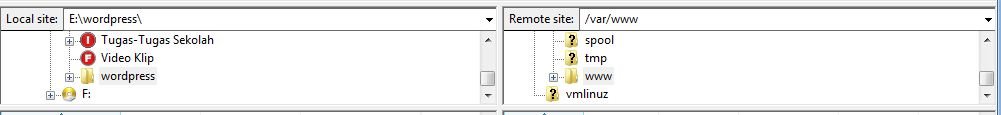 Local site: E:\wordpress\
Tugas-Tugas Sekolah
Video Klip
wordpress
F:
Remote site: /var/www
spool
tmp
www
vmlinuz